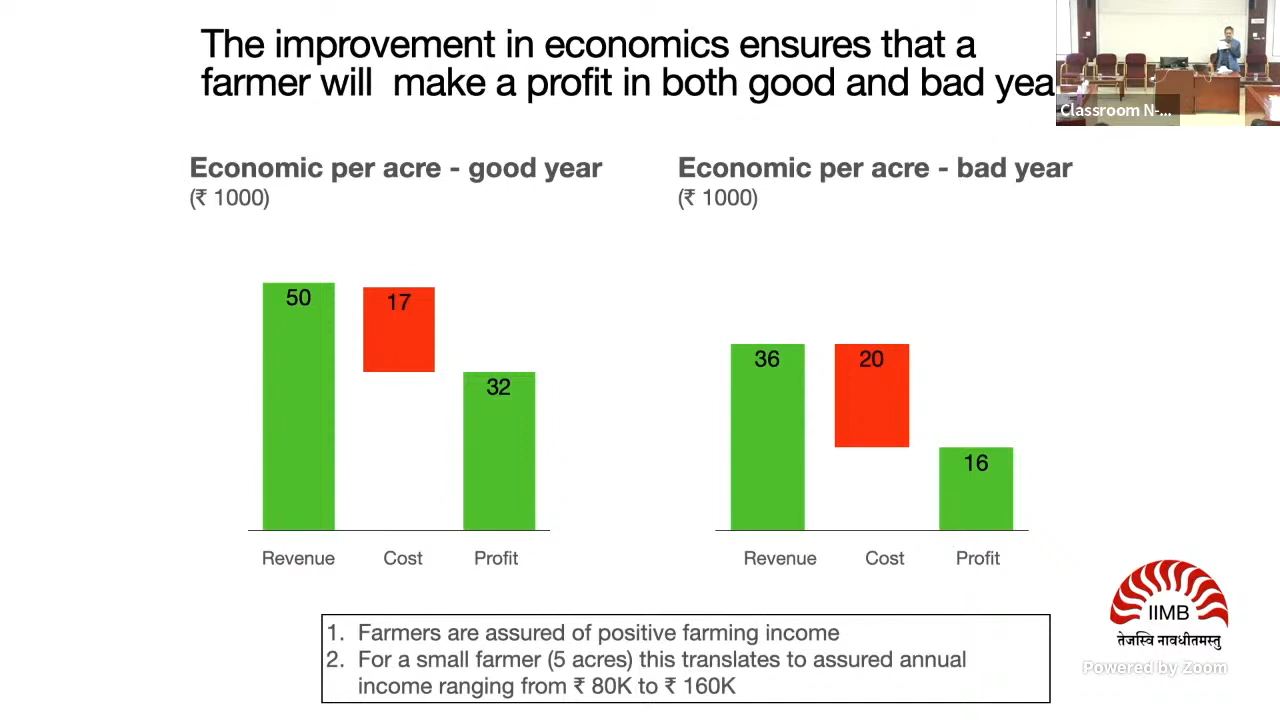 The improvement in economics ensures that a
farmer will make a profit in both good and bad yea
Classroom N-...
Economic per acre - good year
(₹ 1000)
Economic per acre - bad year
(₹ 1000)
50
17
32
Revenue
Cost
Profit
36
20
16
Revenue
Cost
Profit
1. Farmers are assured of positive farming income
2. For a small farmer (5 acres) this translates to assured annual
income ranging from ₹ 80K to ₹ 160K
IIMB
तेजस्वि नावधीतमस्तु
Powered by Zoom